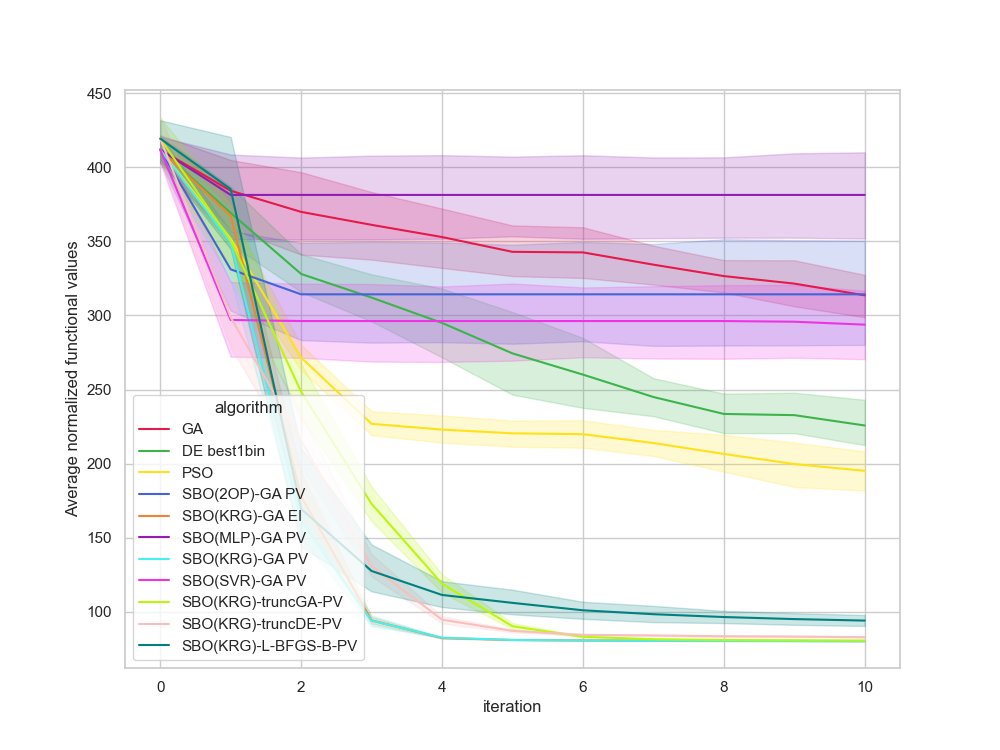 450
400
350
300
250
200
150
100
Average normalized functional values
algorithm
GA
DE best1bin
PSO
SBO(2OP)-GA PV
SBO(KRG)-GA EI
SBO(MLP)-GA PV
SBO(KRG)-GA PV
SBO(SVR)-GA PV
SBO(KRG)-truncGA-PV
SBO(KRG)-truncDE-PV
SBO(KRG)-L-BFGS-B-PV
0 2 4 6 8 10
iteration